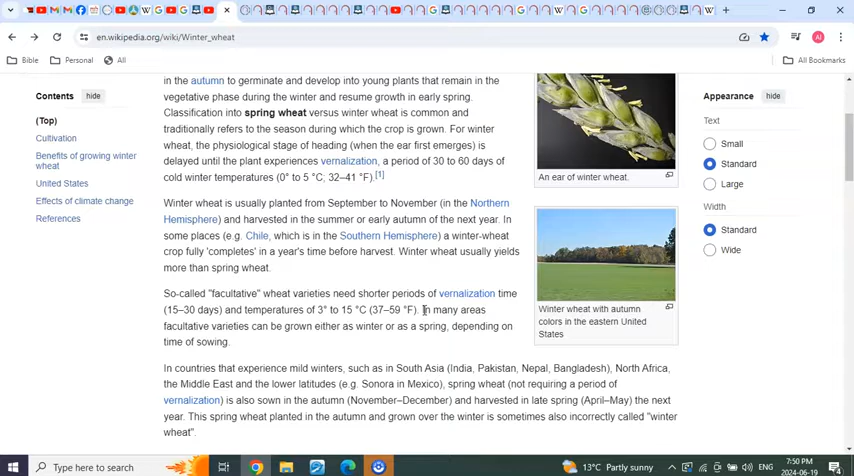 en.wikipedia.org/wiki/Winter_wheat
Bible
Personal
All
All Bookmarks
Contents
hide
(Top)
Cultivation
Benefits of growing winter
wheat
United States
Effects of climate change
References
in the autumn to germinate and develop into young plants that remain in the
vegetative phase during the winter and resume growth in early spring.
Classification into spring wheat versus winter wheat is common and
traditionally refers to the season during which the crop is grown. For winter
wheat, the physiological stage of heading (when the ear first emerges) is
delayed until the plant experiences vernalization, a period of 30 to 60 days of
cold winter temperatures (0° to 5 °C; 32–41 °F).[1]
Winter wheat is usually planted from September to November (in the Northern
Hemisphere) and harvested in the summer or early autumn of the next year. In
some places (e.g. Chile, which is in the Southern Hemisphere) a winter-wheat
crop fully 'completes' in a year's time before harvest. Winter wheat usually yields
more than spring wheat.
So-called "facultative" wheat varieties need shorter periods of vernalization time
(15–30 days) and temperatures of 3° to 15 °C (37–59 °F). In many areas
facultative varieties can be grown either as winter or as a spring, depending on
time of sowing.
In countries that experience mild winters, such as in South Asia (India, Pakistan, Nepal, Bangladesh), North Africa,
the Middle East and the lower latitudes (e.g. Sonora in Mexico), spring wheat (not requiring a period of
vernalization) is also sown in the autumn (November–December) and harvested in late spring (April–May) the next
year. This spring wheat planted in the autumn and grown over the winter is sometimes also incorrectly called "winter
wheat".
An ear of winter wheat.
Winter wheat with autumn
colors in the eastern United
States
Appearance
hide
Text
Small
Standard
Large
Width
Standard
Wide
Type here to search
13°C Partly sunny
ENG
7:50 PM
2024-06-19